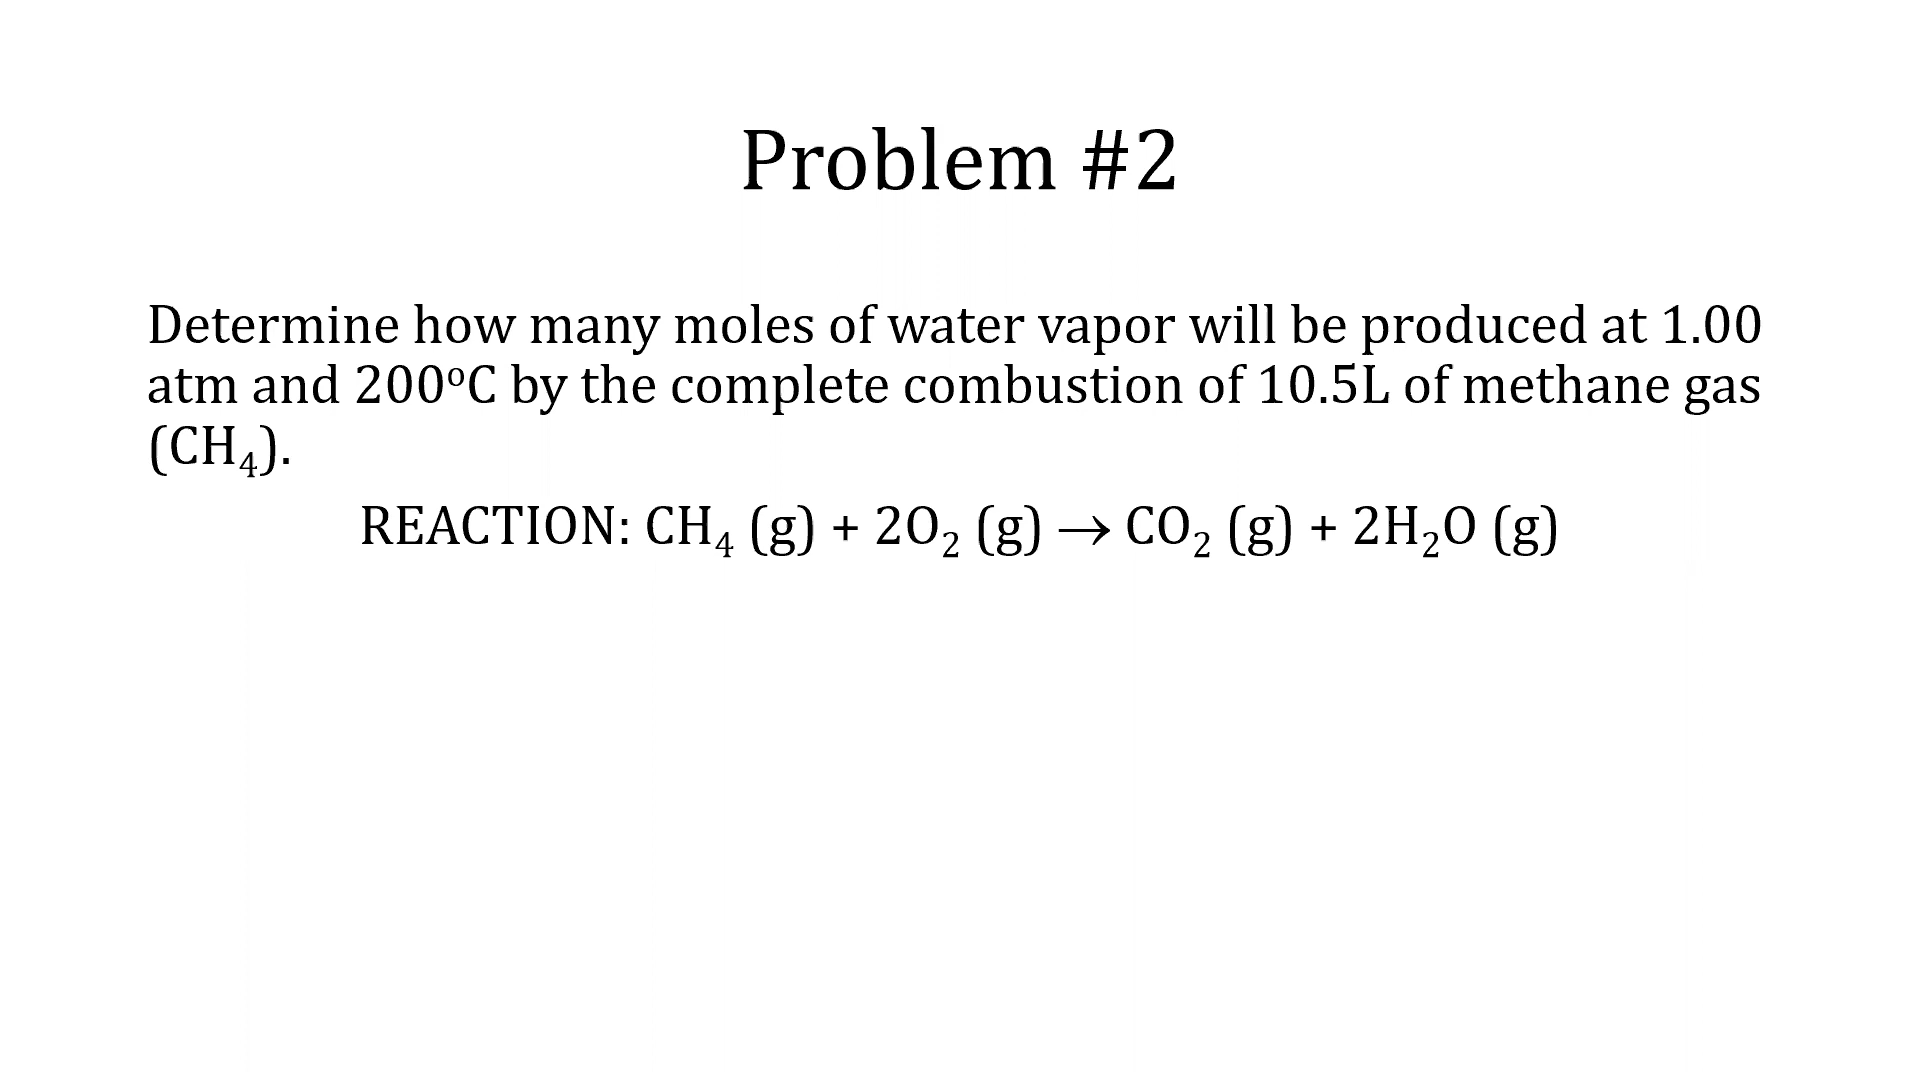 Problem #2
Determine how many moles of water vapor will be produced at 1.00
atm and 200°C by the complete combustion of 10.5L of methane gas
(CH₄).
REACTION: CH₄ (g) + 2O₂ (g) → CO₂ (g) + 2H₂O (g)